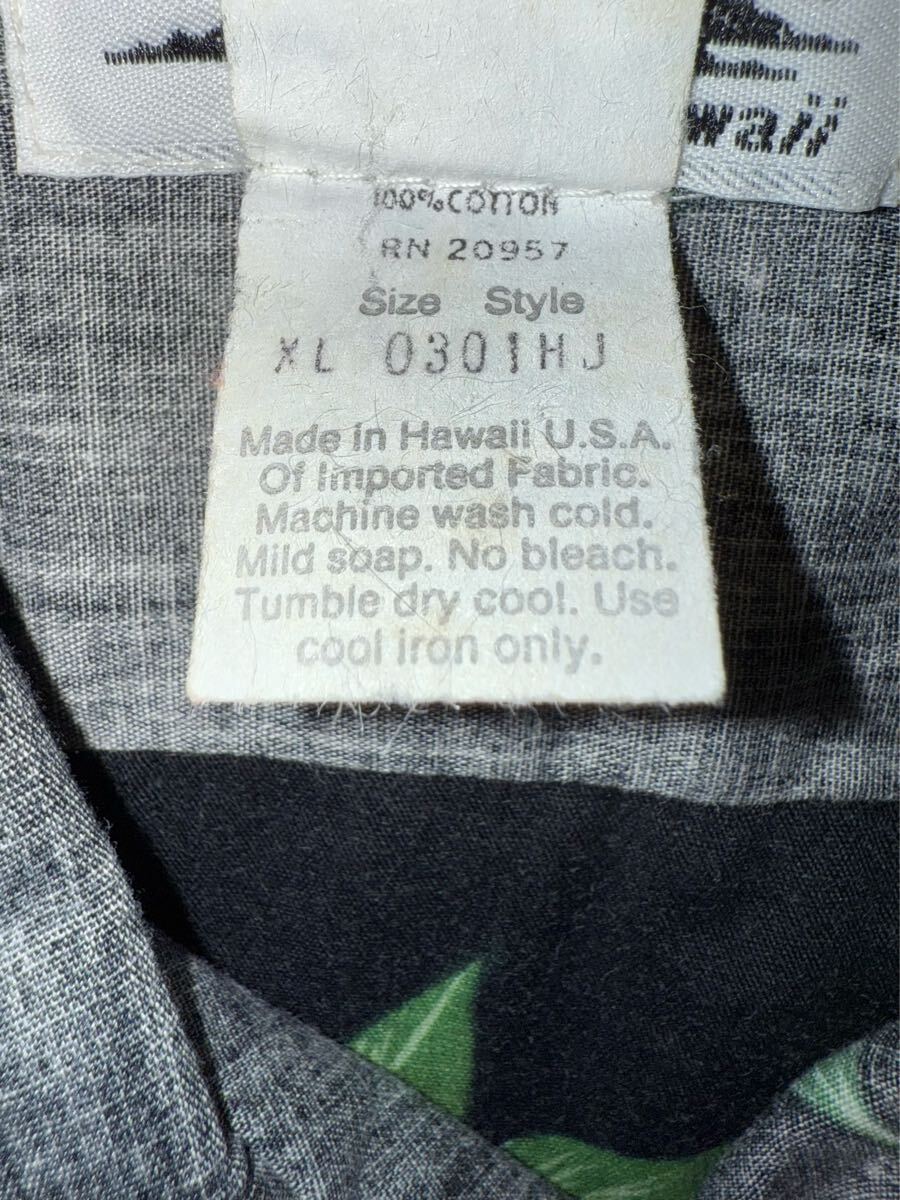 waii
100% COTTON
RN 20957
Size Style
XL 0301HJ
Made in Hawaii U.S.A.
Of Imported Fabric.
Machine wash cold.
Mild soap. No bleach.
Tumble dry cool. Use
cool iron only.